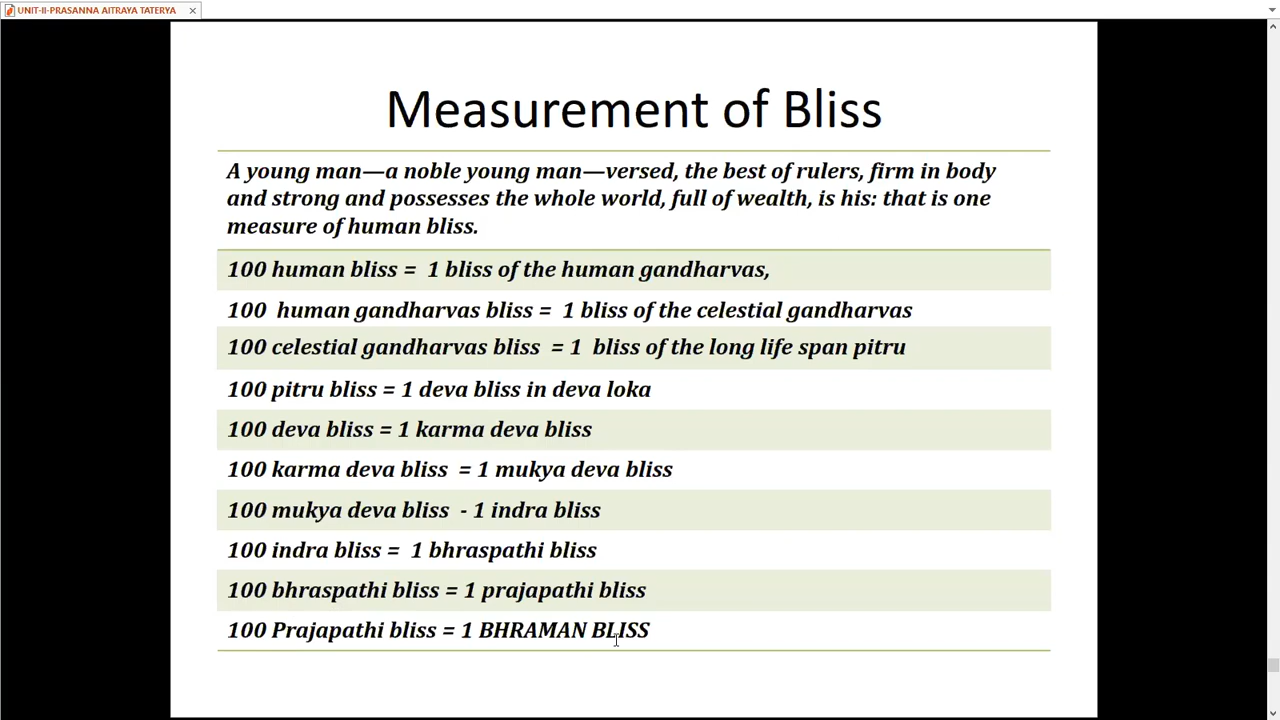 UNIT-II-PRASANNA AITRAYA TATERYA
Measurement of Bliss
A young man—a noble young man—versed, the best of rulers, firm in body
and strong and possesses the whole world, full of wealth, is his: that is one
measure of human bliss.
100 human bliss =  1 bliss of the human gandharvas,
100  human gandharvas bliss =  1 bliss of the celestial gandharvas
100 celestial gandharvas bliss  = 1  bliss of the long life span pitru
100 pitru bliss = 1 deva bliss in deva loka
100 deva bliss = 1 karma deva bliss
100 karma deva bliss  = 1 mukya deva bliss
100 mukya deva bliss  - 1 indra bliss
100 indra bliss =  1 bhraspathi bliss
100 bhraspathi bliss = 1 prajapathi bliss
100 Prajapathi bliss = 1 BHRAMAN BLISS